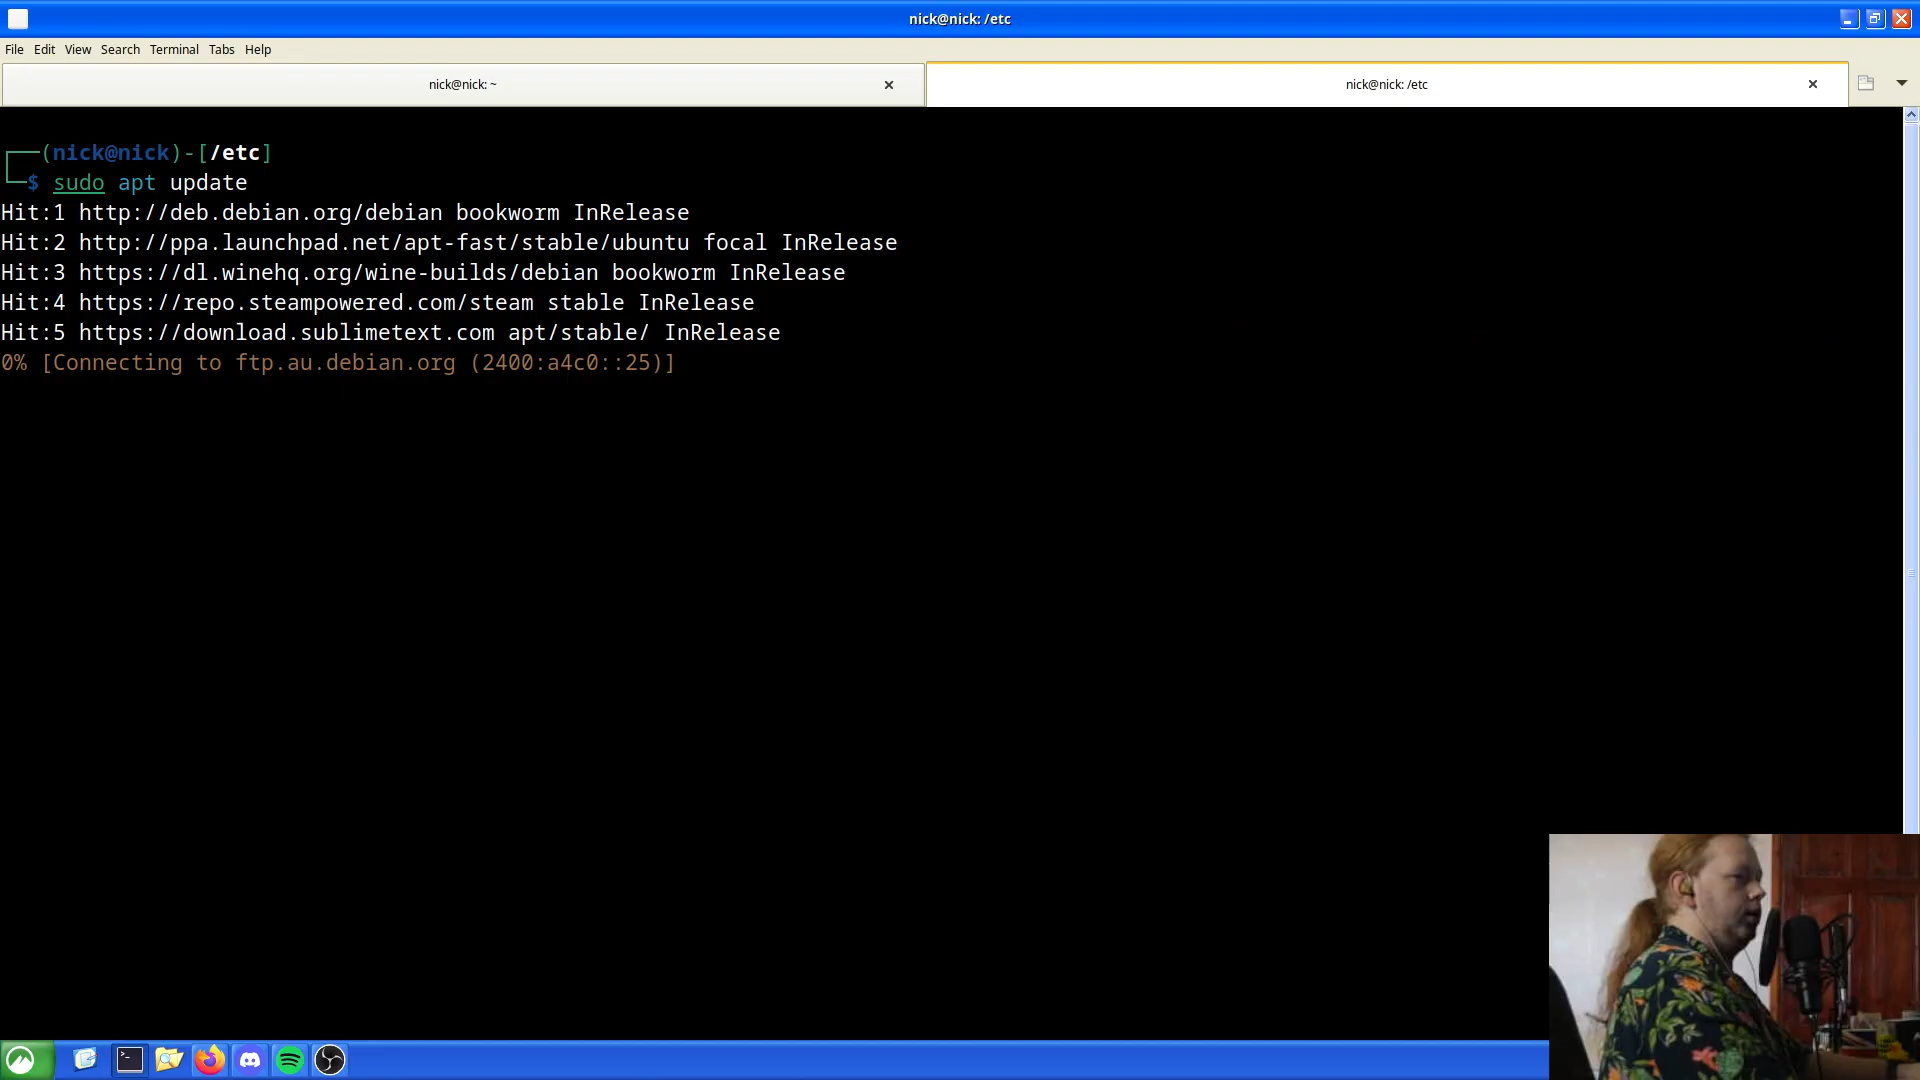 nick@nick: /etc
File Edit View Search Terminal Tabs Help
nick@nick: ~
nick@nick: /etc
(nick@nick)-[/etc]
$ sudo apt update
Hit:1 http://deb.debian.org/debian bookworm InRelease
Hit:2 http://ppa.launchpad.net/apt-fast/stable/ubuntu focal InRelease
Hit:3 https://dl.winehq.org/wine-builds/debian bookworm InRelease
Hit:4 https://repo.steampowered.com/steam stable InRelease
Hit:5 https://download.sublimetext.com apt/stable/ InRelease
0% [Connecting to ftp.au.debian.org (2400:a4c0::25)]